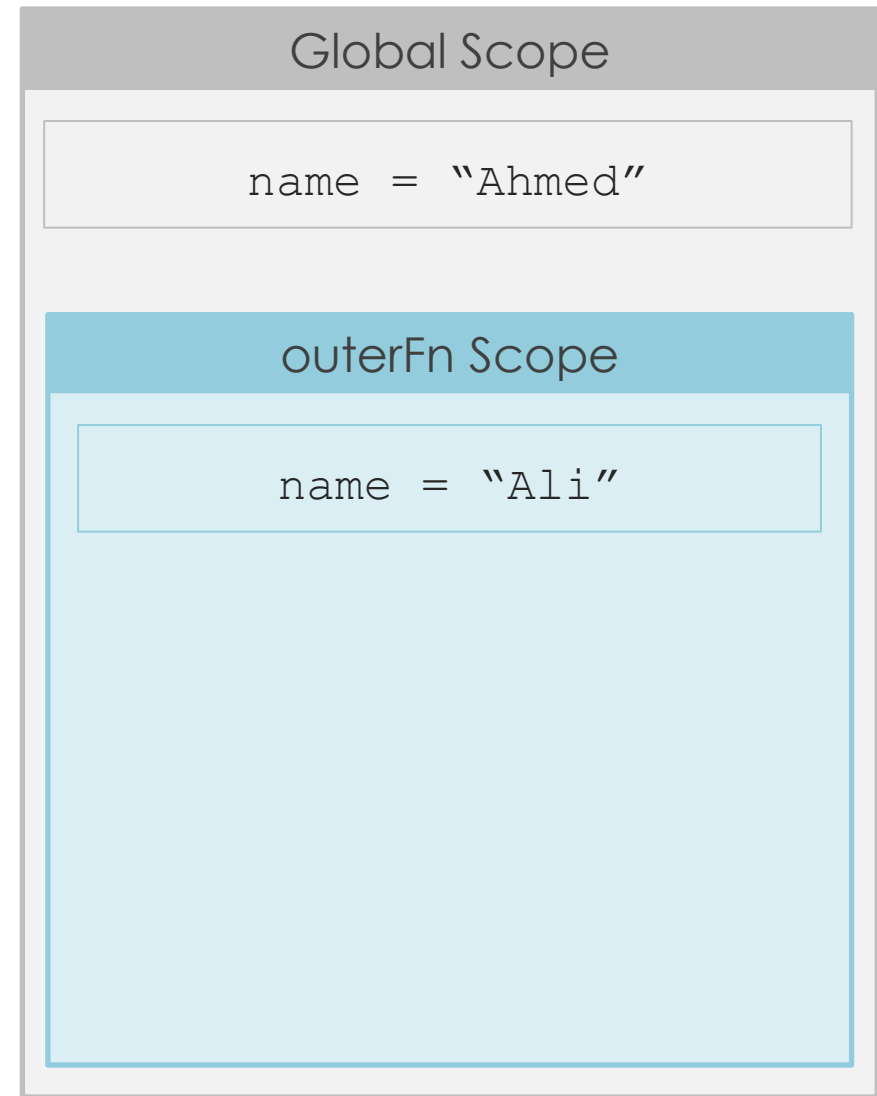 Global Scope
name = “Ahmed”
outerFn Scope
name = “Ali”